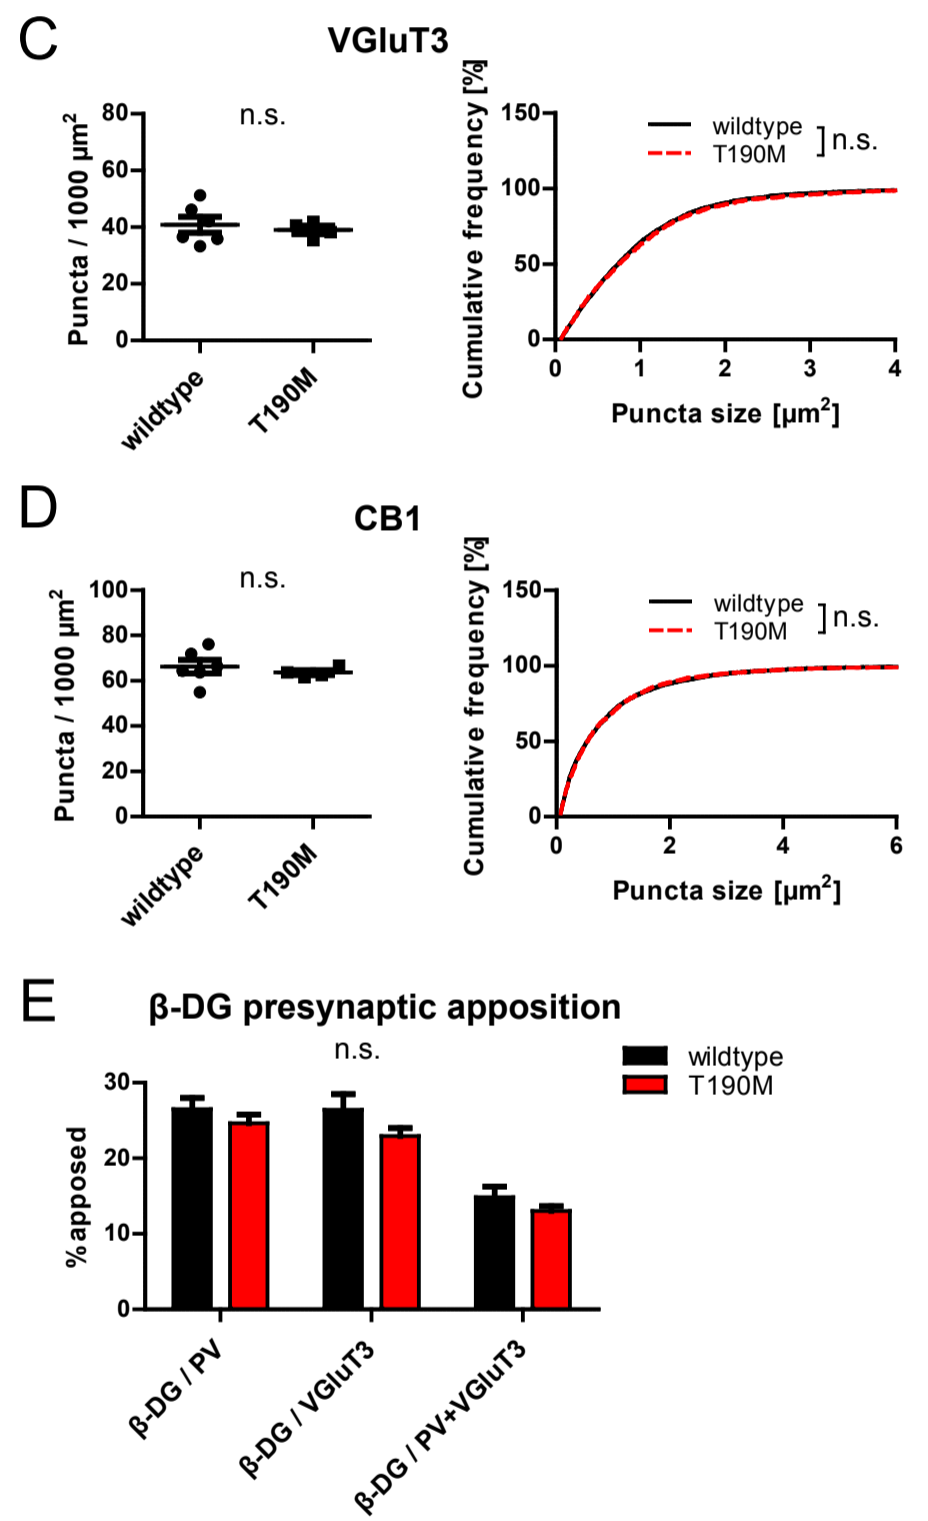 C
VGluT3
Puncta / 1000 µm²
80
60
40
20
0
n.s.
wildtype
T190M
Cumulative frequency [%]
150
100
50
0
wildtype
T190M
n.s.
0 1 2 3 4
Puncta size [µm²]
D
CB1
Puncta / 1000 µm²
100
80
60
40
20
0
n.s.
wildtype
T190M
Cumulative frequency [%]
150
100
50
0
wildtype
T190M
n.s.
0 2 4 6
Puncta size [µm²]
E
β-DG presynaptic apposition
n.s.
wildtype
T190M
% apposed
30
20
10
0
β-DG / PV
β-DG / VGluT3
β-DG / PV+VGluT3